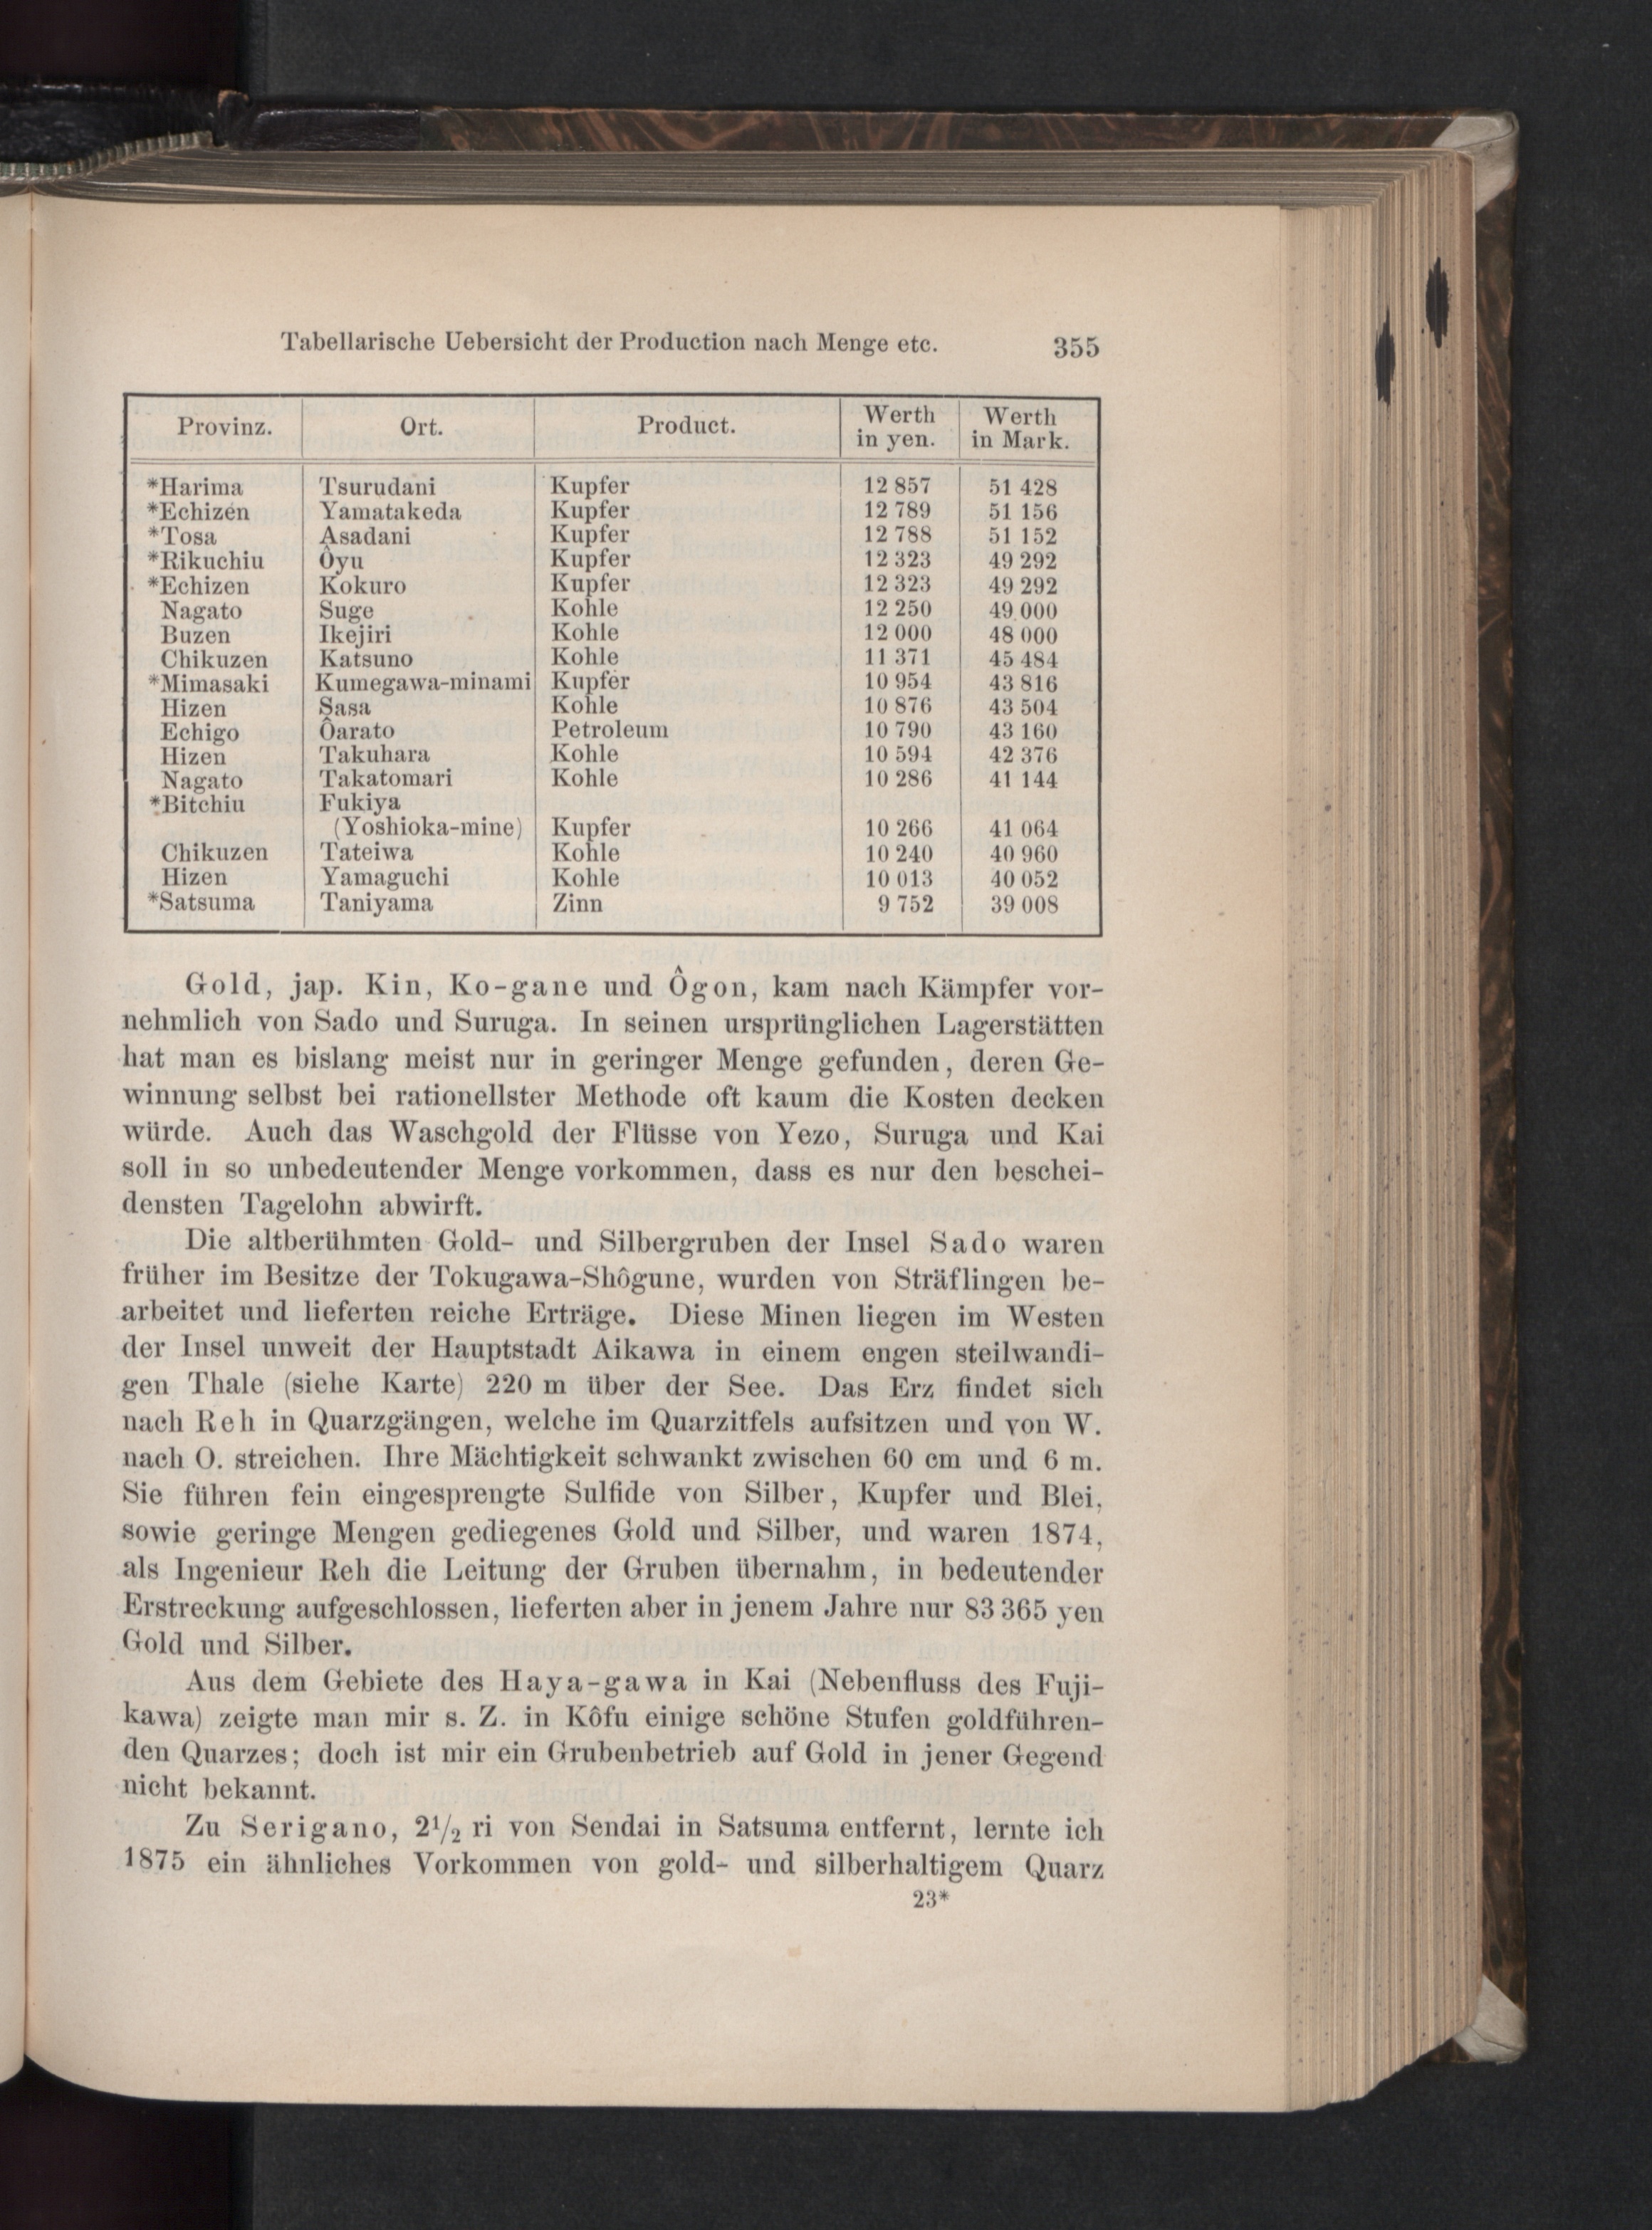 Tabellarische Uebersicht der Production nach Menge etc. 355
Provinz. Ort. Product. Werth in yen. Werth in Mark.
*Harima Tsurudani Kupfer 12 857 51 428
*Echizen Yamatakeda Kupfer 12 789 51 156
*Tosa Asadani Kupfer 12 788 51 152
*Rikuchiu Ôyu Kupfer 12 323 49 292
*Echizen Kokuro Kupfer 12 323 49 292
Nagato Suge Kohle 12 250 49 000
Buzen Ikejiri Kohle 12 000 48 000
Chikuzen Katsuno Kohle 11 371 45 484
*Mimasaki Kumegawa-minami Kupfer 10 954 43 816
Hizen Sasa Kohle 10 876 43 504
Echigo Ôarato Petroleum 10 790 43 160
Hizen Takuhara Kohle 10 594 42 376
Nagato Takatomari Kohle 10 286 41 144
*Bitchiu Fukiya
(Yoshioka-mine) Kupfer 10 266 41 064
Chikuzen Tateiwa Kohle 10 240 40 960
Hizen Yamaguchi Kohle 10 013 40 052
*Satsuma Taniyama Zinn 9 752 39 008
Gold, jap. Kin, Ko-gane und Ôgon, kam nach Kämpfer vor-
nehmlich von Sado und Suruga. In seinen ursprünglichen Lagerstätten
hat man es bislang meist nur in geringer Menge gefunden, deren Ge-
winnung selbst bei rationellster Methode oft kaum die Kosten decken
würde. Auch das Waschgold der Flüsse von Yezo, Suruga und Kai
soll in so unbedeutender Menge vorkommen, dass es nur den beschei-
densten Tagelohn abwirft.
Die altberühmten Gold- und Silbergruben der Insel Sado waren
früher im Besitze der Tokugawa-Shôgune, wurden von Sträflingen be-
arbeitet und lieferten reiche Erträge. Diese Minen liegen im Westen
der Insel unweit der Hauptstadt Aikawa in einem engen steilwandi-
gen Thale (siehe Karte) 220 m über der See. Das Erz findet sich
nach Reh in Quarzgängen, welche im Quarzitfels aufsitzen und von W.
nach O. streichen. Ihre Mächtigkeit schwankt zwischen 60 cm und 6 m.
Sie führen fein eingesprengte Sulfide von Silber, Kupfer und Blei,
sowie geringe Mengen gediegenes Gold und Silber, und waren 1874,
als Ingenieur Reh die Leitung der Gruben übernahm, in bedeutender
Erstreckung aufgeschlossen, lieferten aber in jenem Jahre nur 83 365 yen
Gold und Silber.
Aus dem Gebiete des Haya-gawa in Kai (Nebenfluss des Fuji-
kawa) zeigte man mir s. Z. in Kôfu einige schöne Stufen goldführen-
den Quarzes; doch ist mir ein Grubenbetrieb auf Gold in jener Gegend
nicht bekannt.
Zu Serigano, 2 1/2 ri von Sendai in Satsuma entfernt, lernte ich
1875 ein ähnliches Vorkommen von gold- und silberhaltigem Quarz
23*